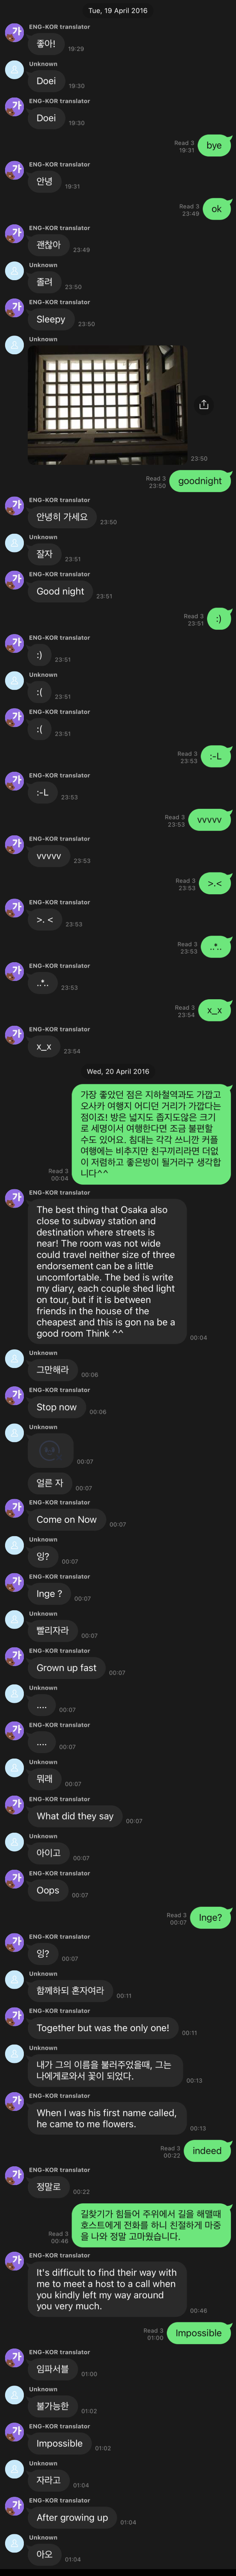 Tue, 19 April 2016
ENG-KOR translator
좋아!
19:29
Unknown
Doei
19:30
ENG-KOR translator
Doei
19:30
Read 3
19:31
bye
ENG-KOR translator
안녕
19:31
Read 3
23:49
ok
ENG-KOR translator
괜찮아
23:49
Unknown
졸려
23:50
ENG-KOR translator
Sleepy
23:50
Unknown
23:50
Read 3
23:50
goodnight
ENG-KOR translator
안녕히 가세요
23:50
Unknown
잘자
23:51
ENG-KOR translator
Good night
23:51
Read 3
23:51
:)
ENG-KOR translator
:)
23:51
Unknown
:(
23:51
ENG-KOR translator
:(
23:51
Read 3
23:53
:-L
ENG-KOR translator
:-L
23:53
Read 3
23:53
vvvvv
ENG-KOR translator
vvvvv
23:53
Read 3
23:53
>.<
ENG-KOR translator
>. <
23:53
Read 3
23:53
..*..
ENG-KOR translator
..*..
23:53
Read 3
23:54
x_x
ENG-KOR translator
x_x
23:54
Wed, 20 April 2016
가장 좋았던 점은 지하철역과도 가깝고
오사카 여행지 어디던 거리가 가깝다는
점이죠! 방은 넓지도 좁지도않은 크기
로 세명이서 여행한다면 조금 불편할
수도 있어요. 침대는 각각 쓰니깐 커플
여행에는 비추지만 친구끼리라면 더없
이 저렴하고 좋은방이 될거라구 생각합
니다^^
Read 3
00:04
ENG-KOR translator
The best thing that Osaka also
close to subway station and
destination where streets is
near! The room was not wide
could travel neither size of three
endorsement can be a little
uncomfortable. The bed is write
my diary, each couple shed light
on tour, but if it is between
friends in the house of the
cheapest and this is gon na be a
good room Think ^^
00:04
Unknown
그만해라
00:06
ENG-KOR translator
Stop now
00:06
Unknown
00:07
얼른 자
00:07
ENG-KOR translator
Come on Now
00:07
Unknown
잉?
00:07
ENG-KOR translator
Inge ?
00:07
Unknown
빨리자라
00:07
ENG-KOR translator
Grown up fast
00:07
Unknown
....
00:07
ENG-KOR translator
....
00:07
Unknown
뭐래
00:07
ENG-KOR translator
What did they say
00:07
Unknown
아이고
00:07
ENG-KOR translator
Oops
00:07
Read 3
00:07
Inge?
ENG-KOR translator
잉?
00:07
Unknown
함께하되 혼자여라
00:11
ENG-KOR translator
Together but was the only one!
00:11
Unknown
내가 그의 이름을 불러주었을때, 그는
나에게로와서 꽃이 되었다.
00:13
ENG-KOR translator
When I was his first name called,
he came to me flowers.
00:13
Read 3
00:22
indeed
ENG-KOR translator
정말로
00:22
길찾기가 힘들어 주위에서 길을 해맬때
호스트에게 전화를 하니 친절하게 마중
을 나와 정말 고마웠습니다.
Read 3
00:46
ENG-KOR translator
It's difficult to find their way with
me to meet a host to a call when
you kindly left my way around
you very much.
00:46
Read 3
01:00
Impossible
ENG-KOR translator
임파서블
01:00
Unknown
불가능한
01:02
ENG-KOR translator
Impossible
01:02
Unknown
자라고
01:04
ENG-KOR translator
After growing up
01:04
Unknown
아오
01:04